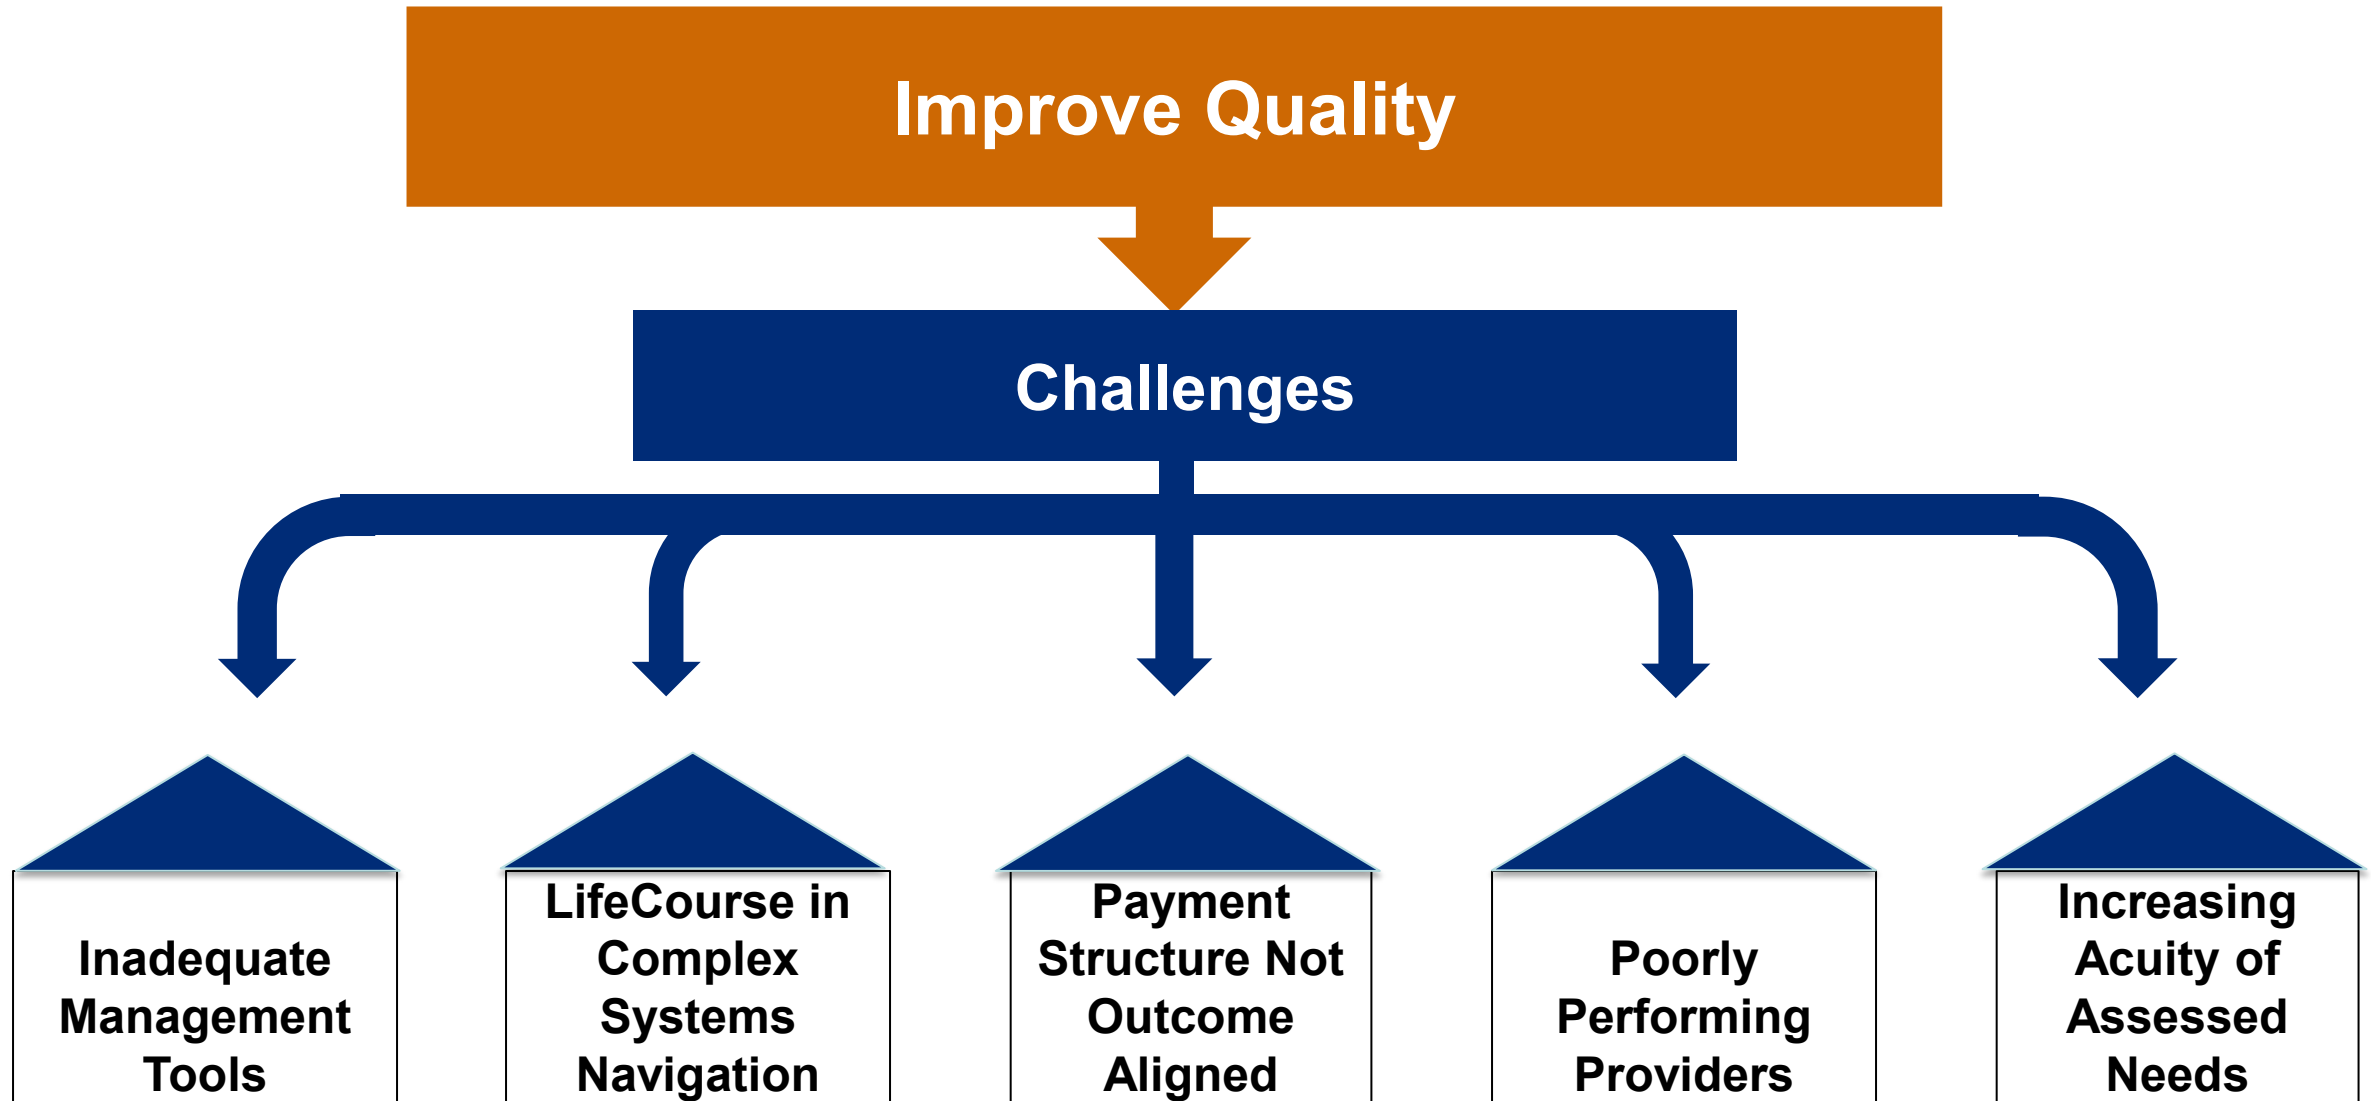 Improve Quality
Challenges
Inadequate
Management
Tools
LifeCourse in
Complex
Systems
Navigation
Payment
Structure Not
Outcome
Aligned
Poorly
Performing
Providers
Increasing
Acuity of
Assessed
Needs